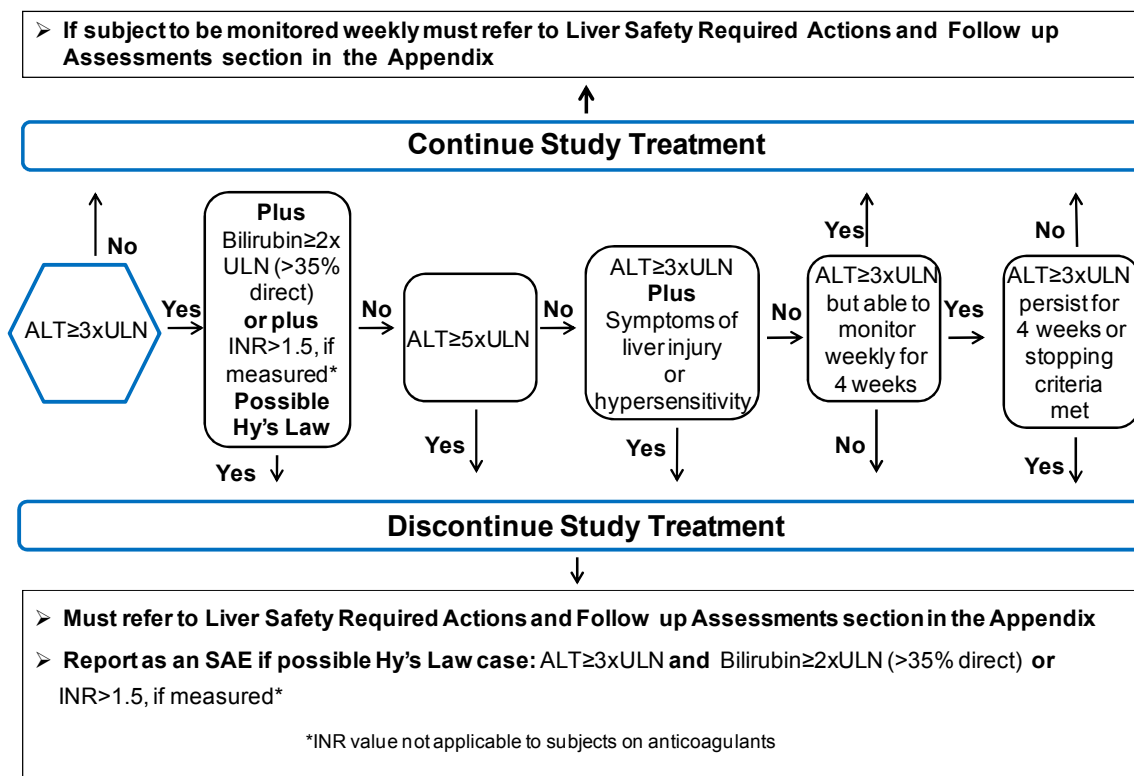 ➢ If subject to be monitored weekly must refer to Liver Safety Required Actions and Follow up
Assessments section in the Appendix
Continue Study Treatment
No
ALT≥3xULN
Yes
Plus
Bilirubin≥2x
ULN (>35%
direct)
or plus
INR>1.5, if
measured*
Possible
Hy's Law
Yes
No
ALT≥5xULN
Yes
No
ALT≥3xULN
Plus
Symptoms of
liver injury
or
hypersensitivity
Yes
No
Yes
ALT≥3xULN
but able to
monitor
weekly for
4 weeks
No
Yes
No
ALT≥3xULN
persist for
4 weeks or
stopping
criteria
met
Yes
Discontinue Study Treatment
➢ Must refer to Liver Safety Required Actions and Follow up Assessments section in the Appendix
➢ Report as an SAE if possible Hy's Law case: ALT≥3xULN and Bilirubin≥2xULN (>35% direct) or
INR>1.5, if measured*
*INR value not applicable to subjects on anticoagulants